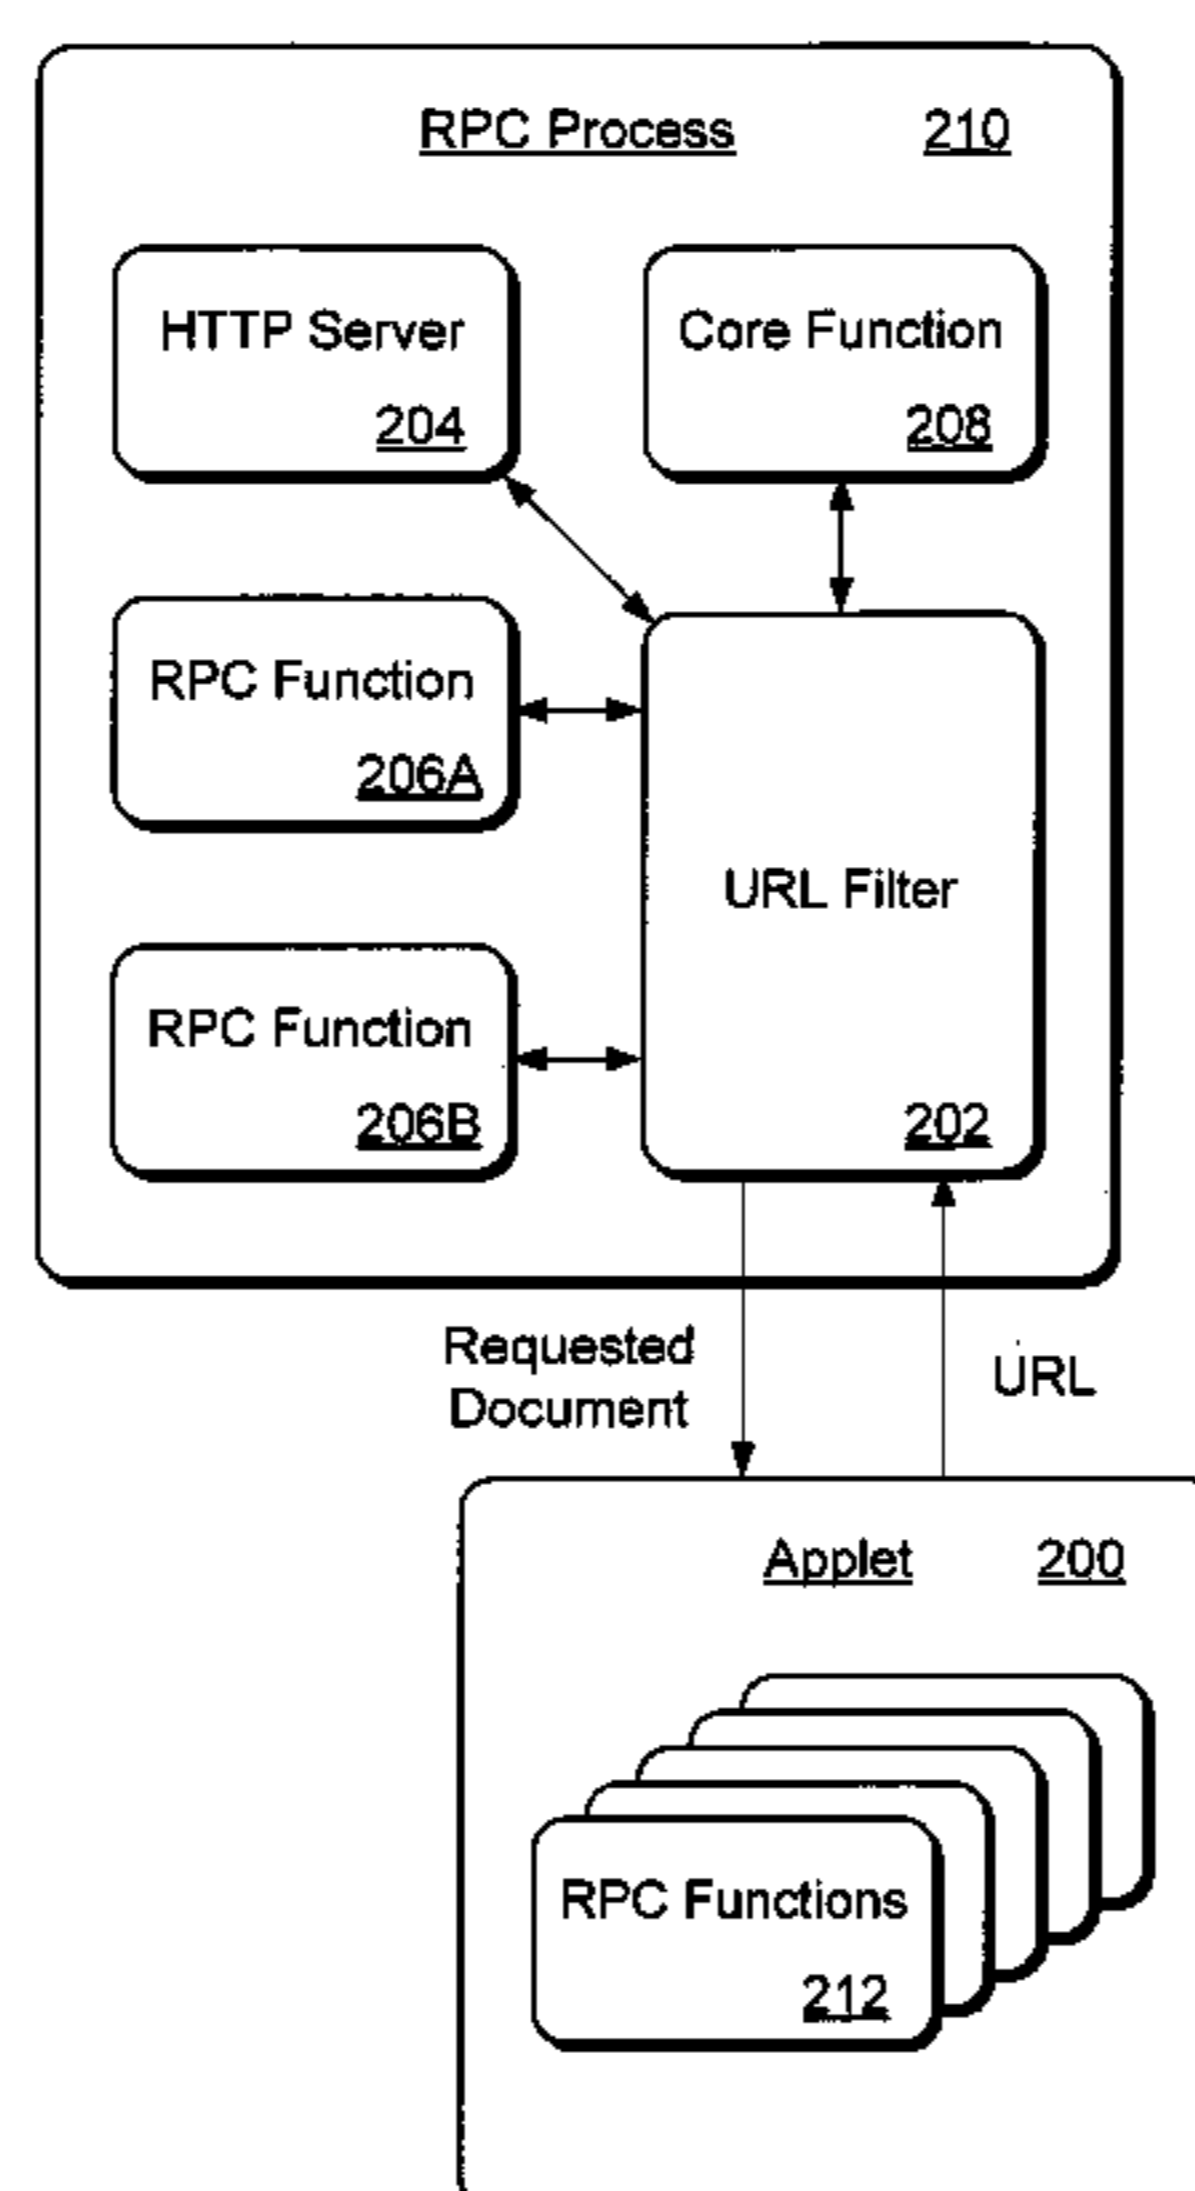 RPC Process 210
HTTP Server
204
Core Function
208
RPC Function
206A
URL Filter
202
RPC Function
206B
Requested
Document
URL
Applet 200
RPC Functions
212